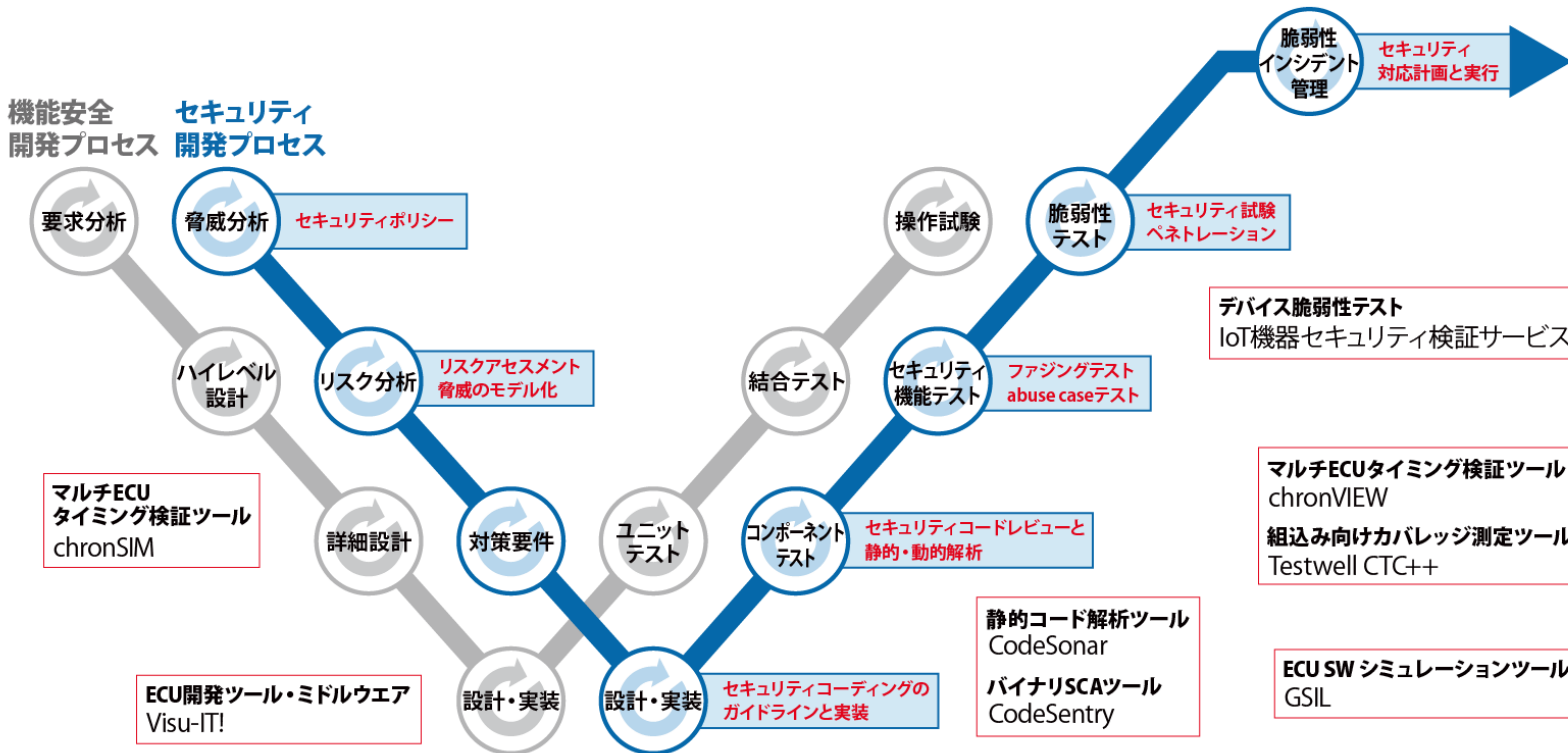 脆弱性
インシデント
管理
セキュリティ
対応計画と実行
機能安全
開発プロセス
セキュリティ
開発プロセス
要求分析
脅威分析
セキュリティポリシー
操作試験
脆弱性
テスト
セキュリティ試験
ペネトレーション
デバイス脆弱性テスト
IoT機器セキュリティ検証サービス
ハイレベル
設計
リスク分析
リスクアセスメント
脅威のモデル化
結合テスト
セキュリティ
機能テスト
ファジングテスト
abuse caseテスト
マルチECU
タイミング検証ツール
chronSIM
詳細設計
対策要件
ユニット
テスト
コンポーネント
テスト
セキュリティコードレビューと
静的・動的解析
マルチECUタイミング検証ツール
chronVIEW
組込み向けカバレッジ測定ツール
Testwell CTC++
ECU開発ツール・ミドルウエア
Visu-IT!
設計・実装
設計・実装
セキュリティコーディングの
ガイドラインと実装
静的コード解析ツール
CodeSonar
バイナリSCAツール
CodeSentry
ECU SW シミュレーションツール
GSIL